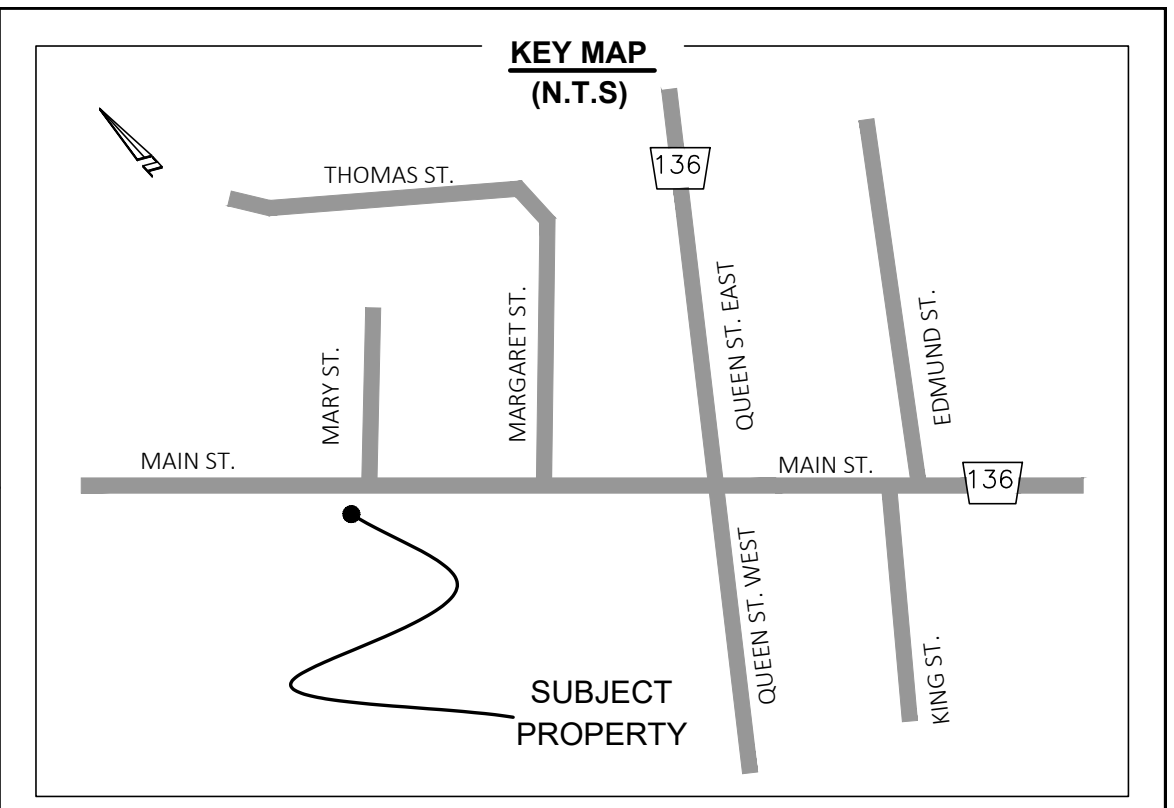 KEY MAP
(N.T.S)
N
THOMAS ST.
136
MARY ST.
MARGARET ST.
QUEEN ST. EAST
EDMUND ST.
MAIN ST.
MAIN ST.
136
QUEEN ST. WEST
KING ST.
SUBJECT
PROPERTY